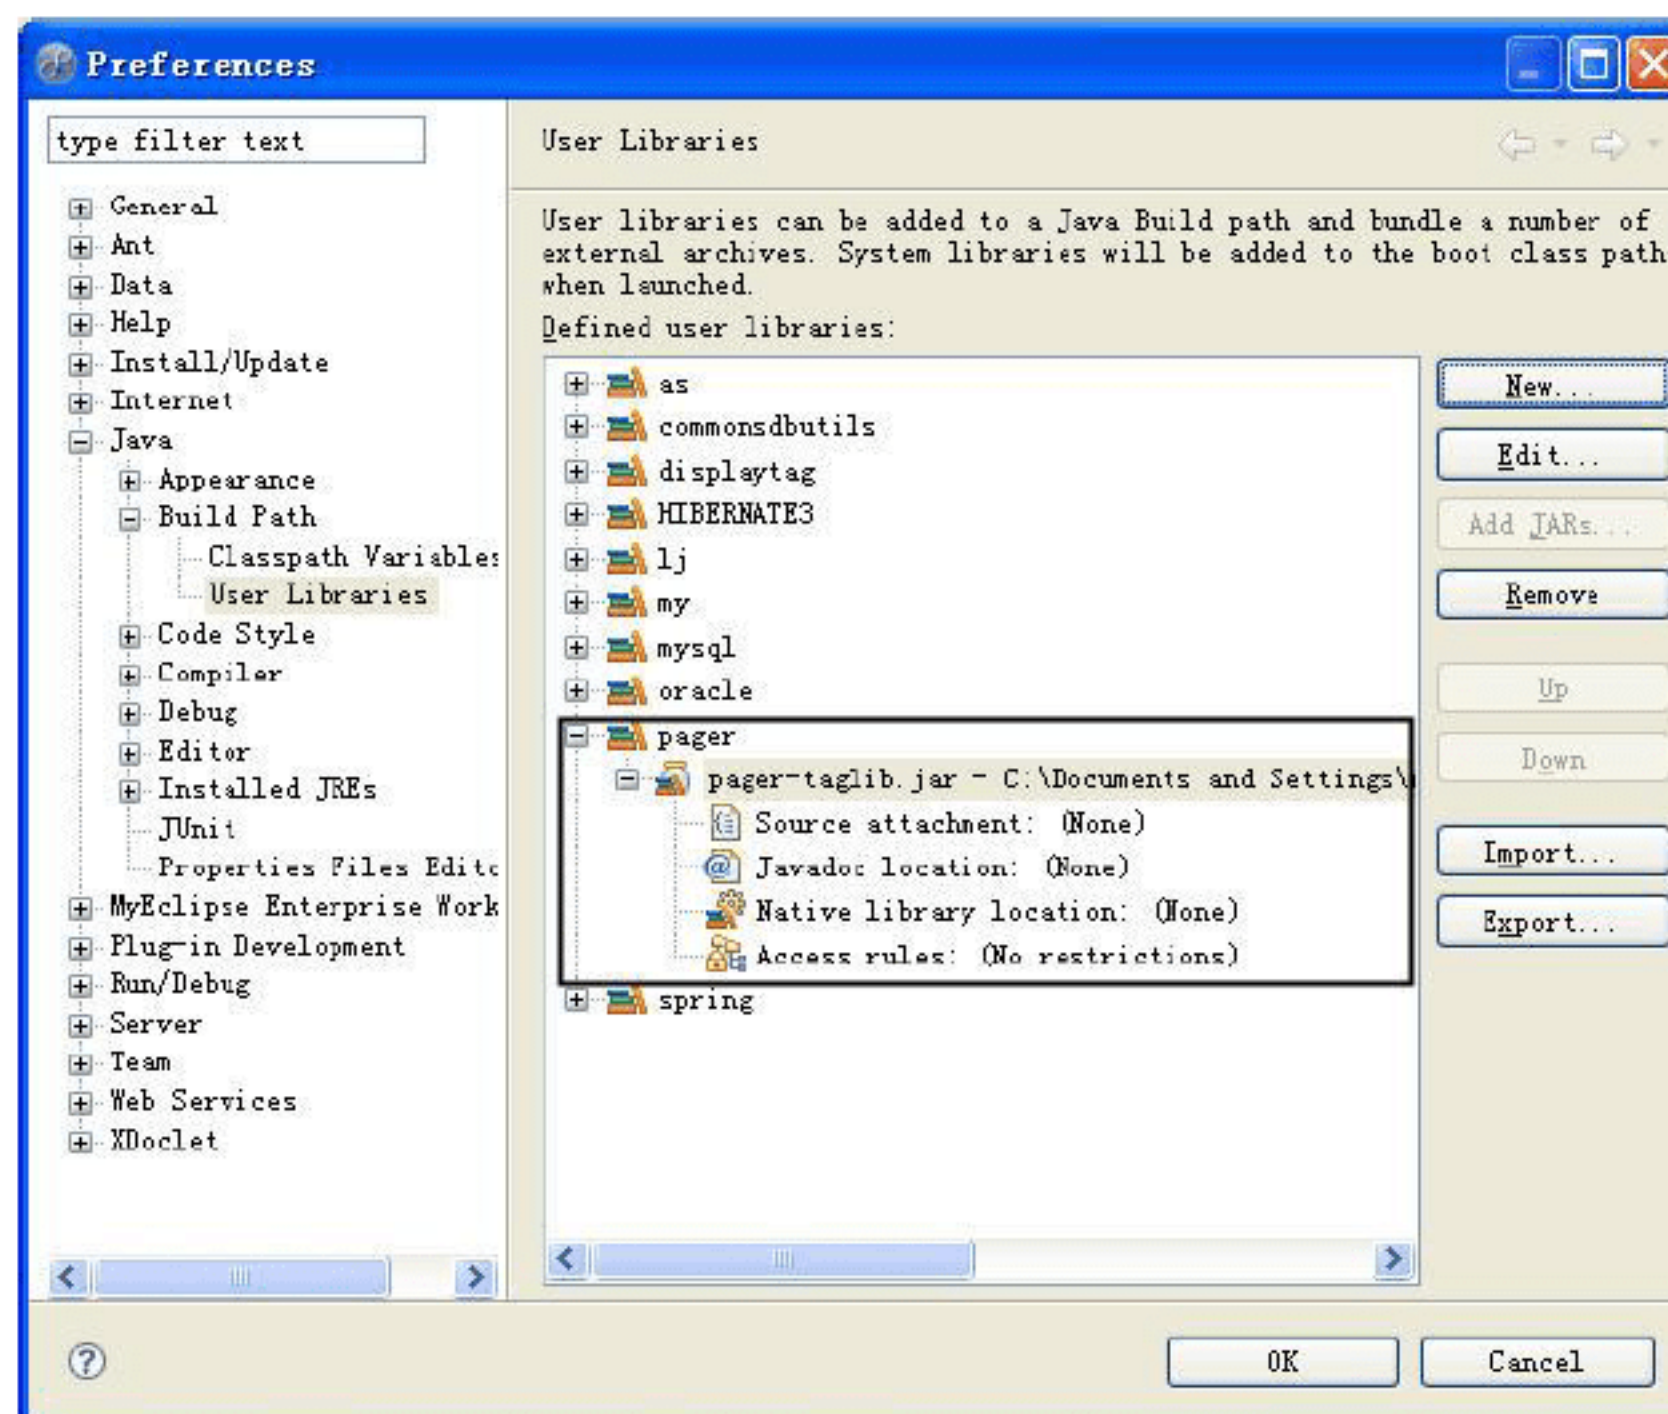 Preferences
type filter text
General
Ant
Data
Help
Install/Update
Internet
Java
Appearance
Build Path
Classpath Variables
User Libraries
Code Style
Compiler
Debug
Editor
Installed JREs
JUnit
Properties Files Edito
MyEclipse Enterprise Work
Plug-in Development
Run/Debug
Server
Team
Web Services
XDoclet
User Libraries
User libraries can be added to a Java Build path and bundle a number of
external archives. System libraries will be added to the boot class path
when launched.
Defined user libraries:
as
commonsdbutils
displaytag
HIBERNATE3
lj
my
mysql
oracle
pager
pager-taglib.jar - C:\Documents and Settings\
Source attachment: (None)
Javadoc location: (None)
Native library location: (None)
Access rules: (No restrictions)
spring
New...
Edit...
Add JARs...
Remove
Up
Down
Import...
Export...
OK
Cancel